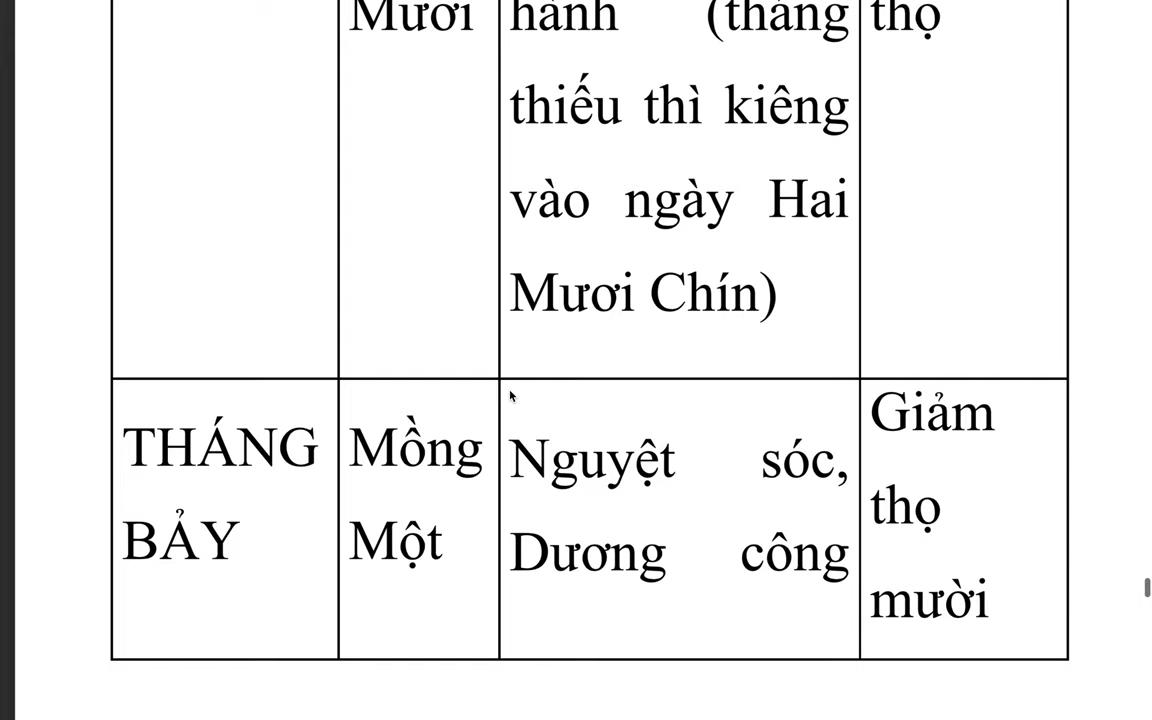 Mươi hành (tháng thọ
thiếu thì kiêng
vào ngày Hai
Mươi Chín)
THÁNG
BẢY
Mồng
Một
Nguyệt sóc,
Dương công
Giảm
thọ
mười